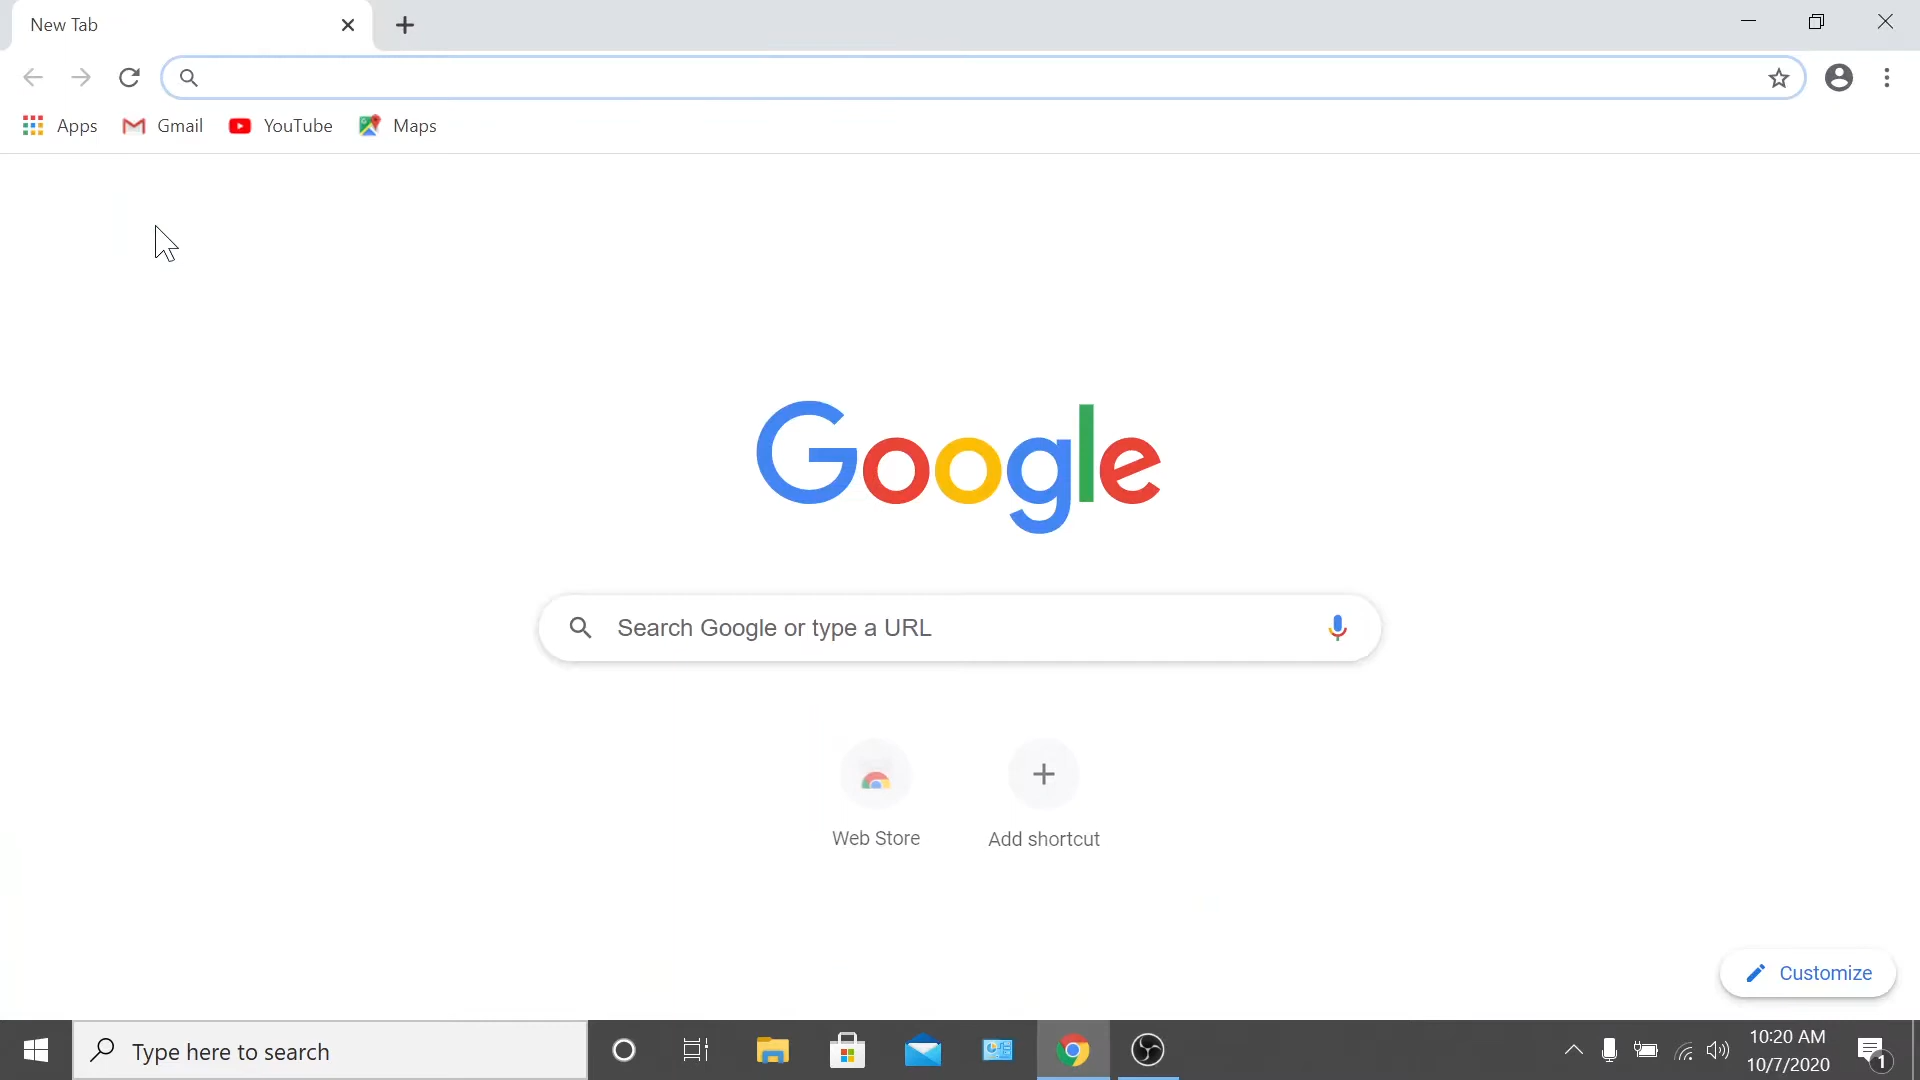 New Tab
Apps Gmail YouTube Maps
Google
Search Google or type a URL
Web Store Add shortcut
Customize
Type here to search
10:20 AM
10/7/2020
1